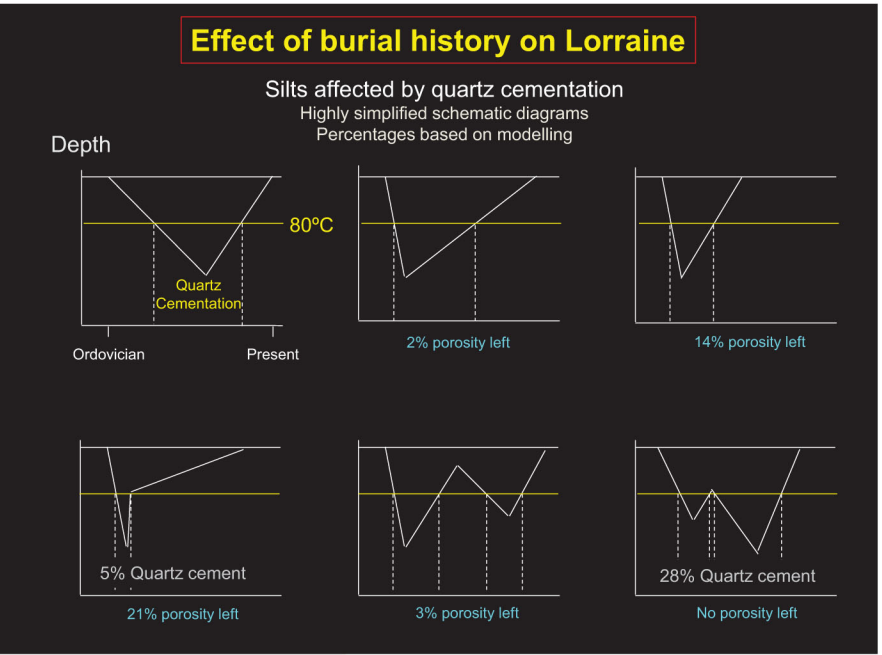 Effect of burial history on Lorraine
Silts affected by quartz cementation
Highly simplified schematic diagrams
Percentages based on modelling
Depth
80ºC
Quartz
Cementation
Ordovician
Present
2% porosity left
14% porosity left
5% Quartz cement
21% porosity left
3% porosity left
28% Quartz cement
No porosity left